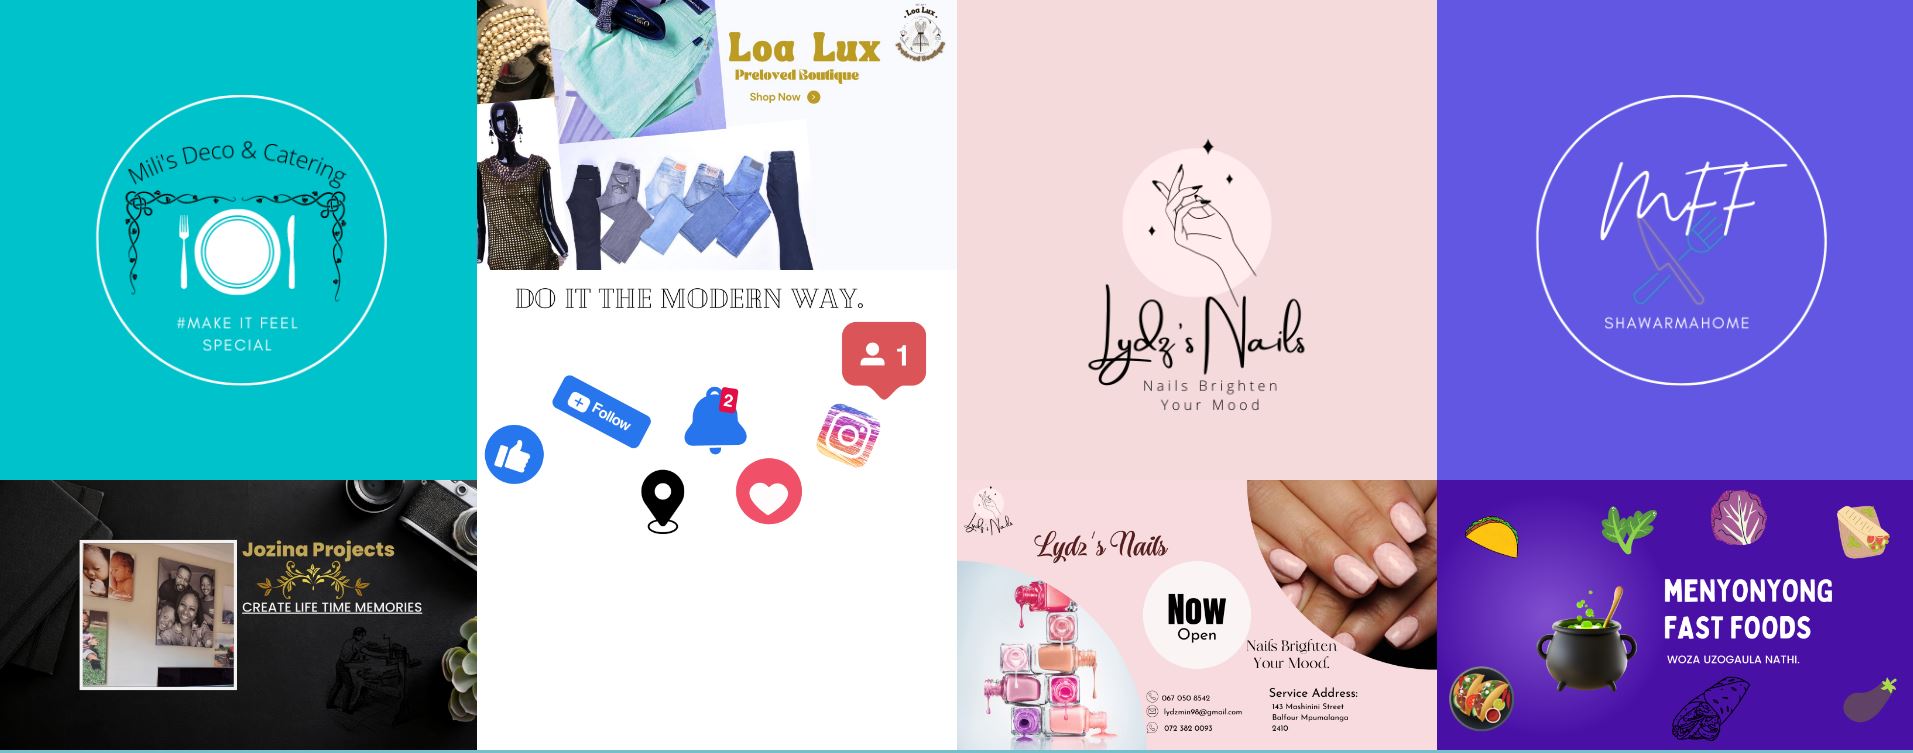 Mili's Deco & Catering
#MAKE IT FEEL
SPECIAL
Loa Lux
Preloved Boutique
Shop Now
Loa Lux
Preloved Boutique
DO IT THE MODERN WAY.
1
Follow
2
Lydz's Nails
Nails Brighten
Your Mood
MFF
SHAWARMAHOME
Jozina Projects
CREATE LIFE TIME MEMORIES
Lydz's Nails
Lydz's Nails
Now
Open
Nails Brighten
Your Mood.
067 050 8542
lydzmin98@gmail.com
072 382 0093
Service Address:
143 Mashinini Street
Balfour Mpumalanga
2410
MENYONYONG
FAST FOODS
WOZA UZOGAULA NATHI.